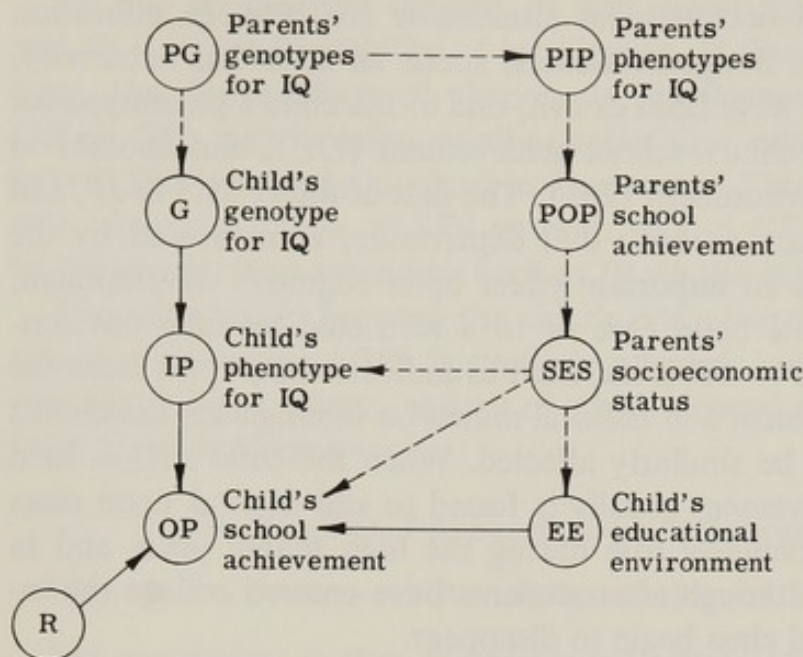 PG
Parents'
genotypes
for IQ
PIP
Parents'
phenotypes
for IQ
G
Child's
genotype
for IQ
POP
Parents'
school
achievement
IP
Child's
phenotype
for IQ
SES
Parents'
socioeconomic
status
OP
Child's
school
achievement
EE
Child's
educational
environment
R